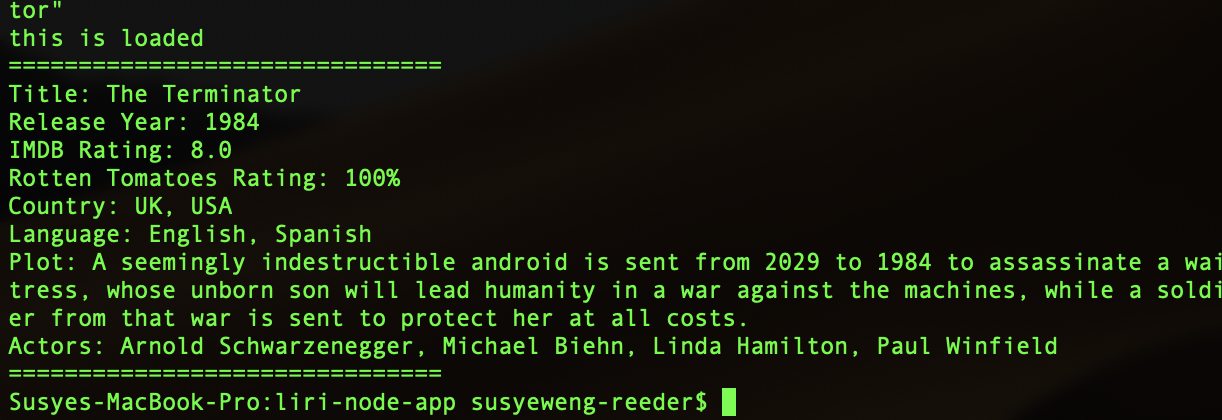 tor"
this is loaded
===============================
Title: The Terminator
Release Year: 1984
IMDB Rating: 8.0
Rotten Tomatoes Rating: 100%
Country: UK, USA
Language: English, Spanish
Plot: A seemingly indestructible android is sent from 2029 to 1984 to assassinate a wai
tress, whose unborn son will lead humanity in a war against the machines, while a soldi
er from that war is sent to protect her at all costs.
Actors: Arnold Schwarzenegger, Michael Biehn, Linda Hamilton, Paul Winfield
===============================
Susyes-MacBook-Pro:liri-node-app susyeweng-reeder$